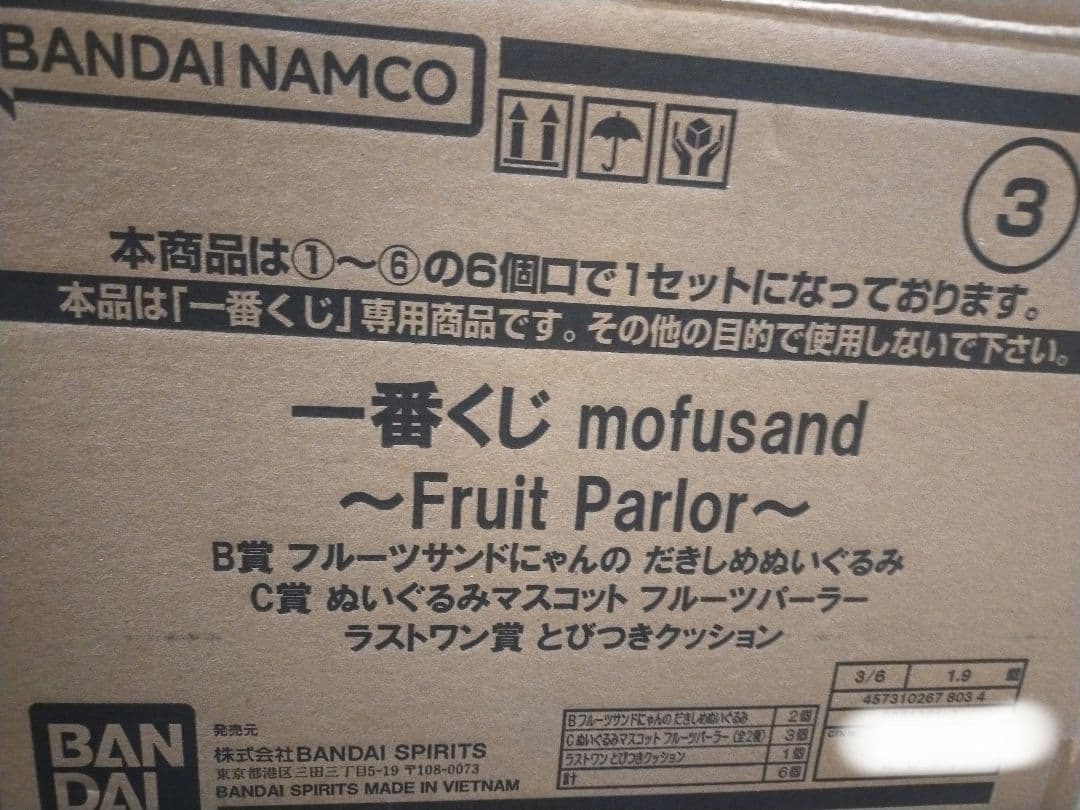 BANDAI NAMCO
3
本商品は①～⑥の6個口で1セットになっております。
本品は「一番くじ」専用商品です。その他の目的で使用しないで下さい。
一番くじ mofusand
～Fruit Parlor～
B賞 フルーツサンドにゃんの だきしめぬいぐるみ
C賞 ぬいぐるみマスコット フルーツパーラー
ラストワン賞 とびつきクッション
BANDAI
発売元
株式会社BANDAI SPIRITS
東京都港区三田三丁目5-19 〒108-0073
BANDAI SPIRITS MADE IN VIETNAM
Bフルーツサンドにゃんの だきしめぬいぐるみ 2個
Cぬいぐるみマスコット フルーツパーラー (全2種) 3個
ラストワン とびつきクッション 1個
計 6個
3/6 1.9
457310267 803 4